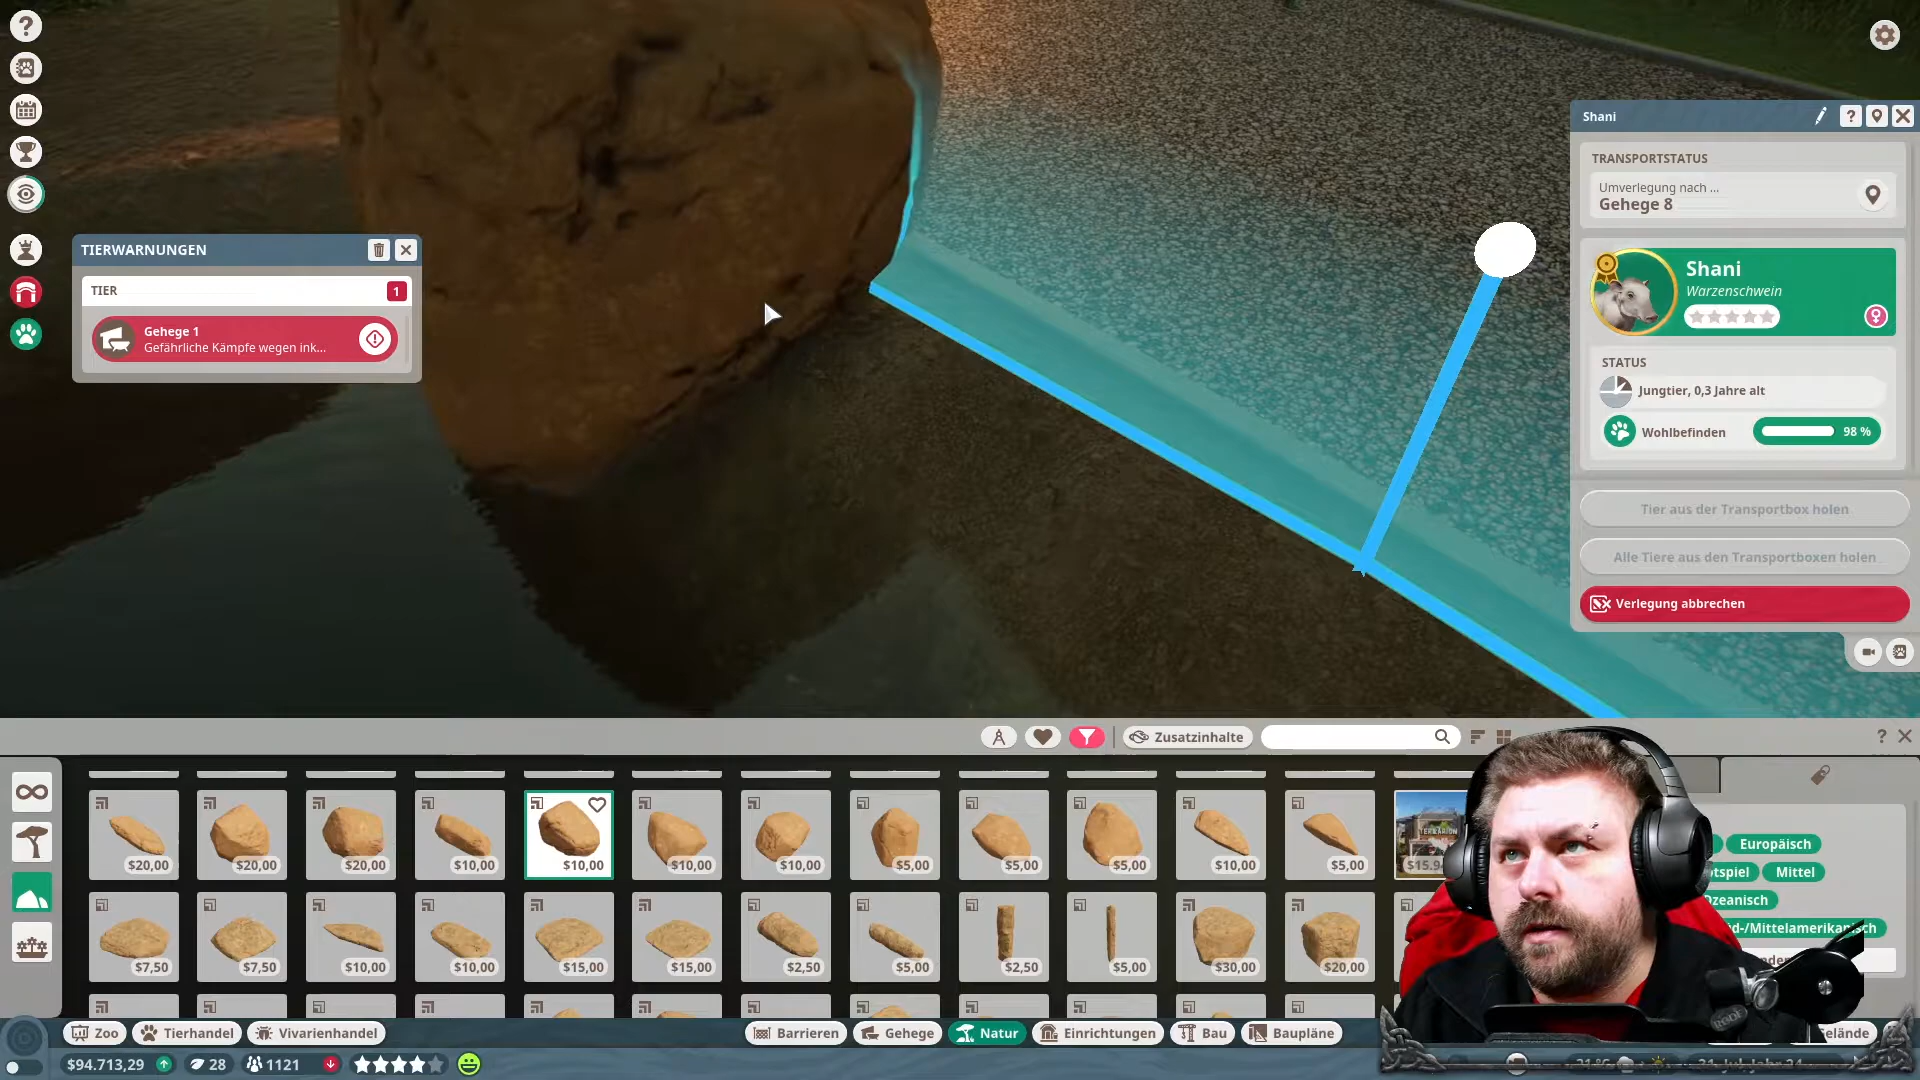 Shani
?
TRANSPORTSTATUS
Umverlegung nach ...
Gehege 8
TIERWARNUNGEN
TIER
1
Gehege 1
Gefährliche Kämpfe wegen ink...
Shani
Warzenschwein
STATUS
Jungtier, 0,3 Jahre alt
Wohlbefinden
98 %
Tier aus der Transportbox holen
Alle Tiere aus den Transportboxen holen
Verlegung abbrechen
Zusatzinhalte
?
$20,00
$20,00
$20,00
$10,00
$10,00
$10,00
$10,00
$5,00
$5,00
$5,00
$10,00
$5,00
Europäisch
Mittel
$7,50
$7,50
$10,00
$10,00
$15,00
$15,00
$2,50
$5,00
$2,50
$5,00
$30,00
$20,00
Zoo
Tierhandel
Vivarienhandel
Barrieren
Gehege
Natur
Einrichtungen
Bau
Baupläne
$94.713,29
28
1121